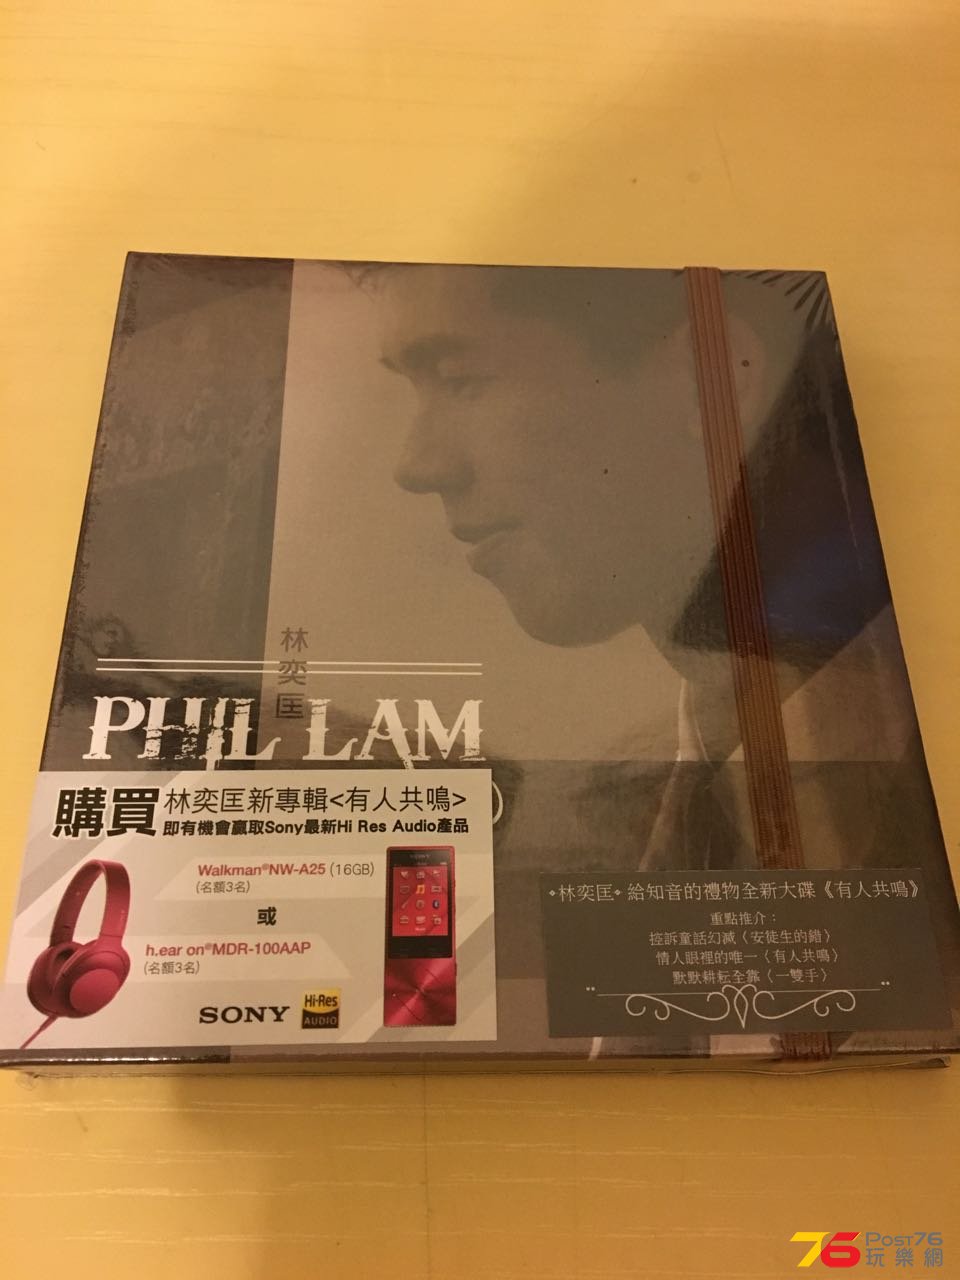 林
奕
匡
PHIL LAM
購買 林奕匡新專輯<有人共鳴>
即有機會贏取Sony最新Hi Res Audio產品
Walkman®NW-A25 (16GB)
(名額3名)
或
h.ear on®MDR-100AAP
(名額3名)
SONY
Hi-Res
AUDIO
SONY
林奕匡 給知音的禮物全新大碟《有人共鳴》
重點推介：
控訴童話幻滅〈安徒生的錯〉
情人眼裡的唯一〈有人共鳴〉
默默耕耘全靠〈一雙手〉
76 POST76
玩樂網